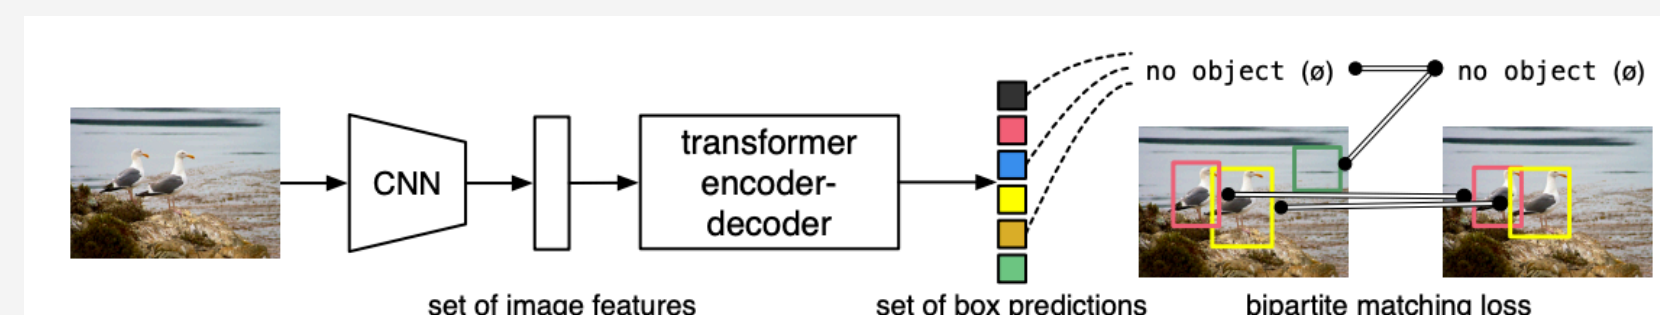 no object (ø)
no object (ø)
CNN
transformer
encoder-
decoder
set of image features
set of box predictions
bipartite matching loss